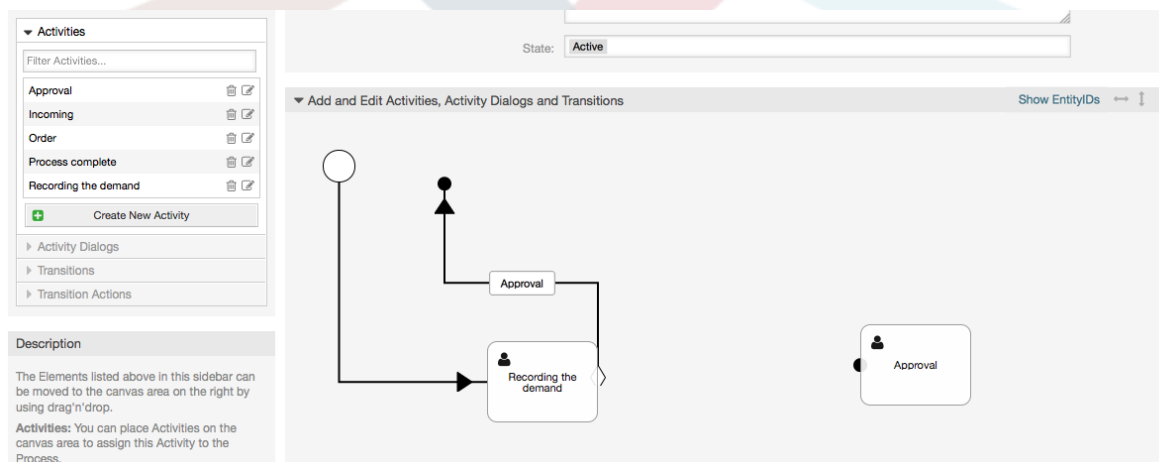 Activities
Filter Activities...
Approval
Incoming
Order
Process complete
Recording the demand
Create New Activity
Activity Dialogs
Transitions
Transition Actions
Description
The Elements listed above in this sidebar can
be moved to the canvas area on the right by
using drag'n'drop.
Activities: You can place Activities on the
canvas area to assign this Activity to the
Process.
State: Active
Add and Edit Activities, Activity Dialogs and Transitions
Show EntityIDs
Approval
Recording the
demand
Approval